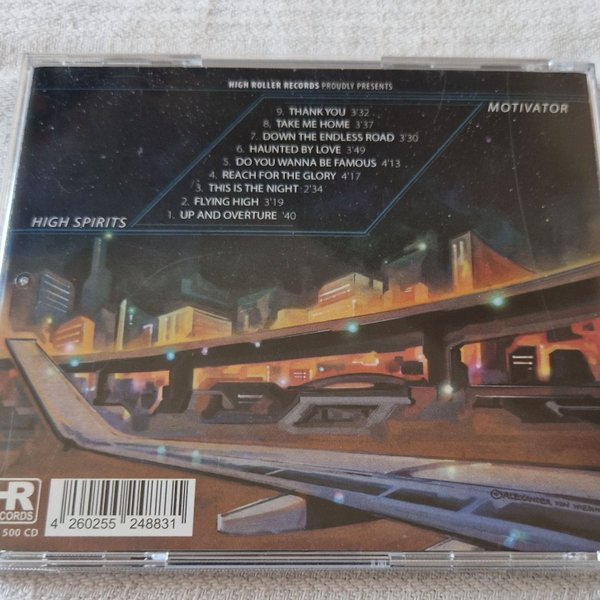 HIGH ROLLER RECORDS PROUDLY PRESENTS
MOTIVATOR
9. THANK YOU 3'32
8. TAKE ME HOME 3'37
7. DOWN THE ENDLESS ROAD 3'30
6. HAUNTED BY LOVE 3'49
5. DO YOU WANNA BE FAMOUS 4'13
4. REACH FOR THE GLORY 4'17
3. THIS IS THE NIGHT 2'34
2. FLYING HIGH 3'19
1. UP AND OVERTURE '40
HIGH SPIRITS
HR
500 CD
4 260255 248831
©ALEXANDER VON